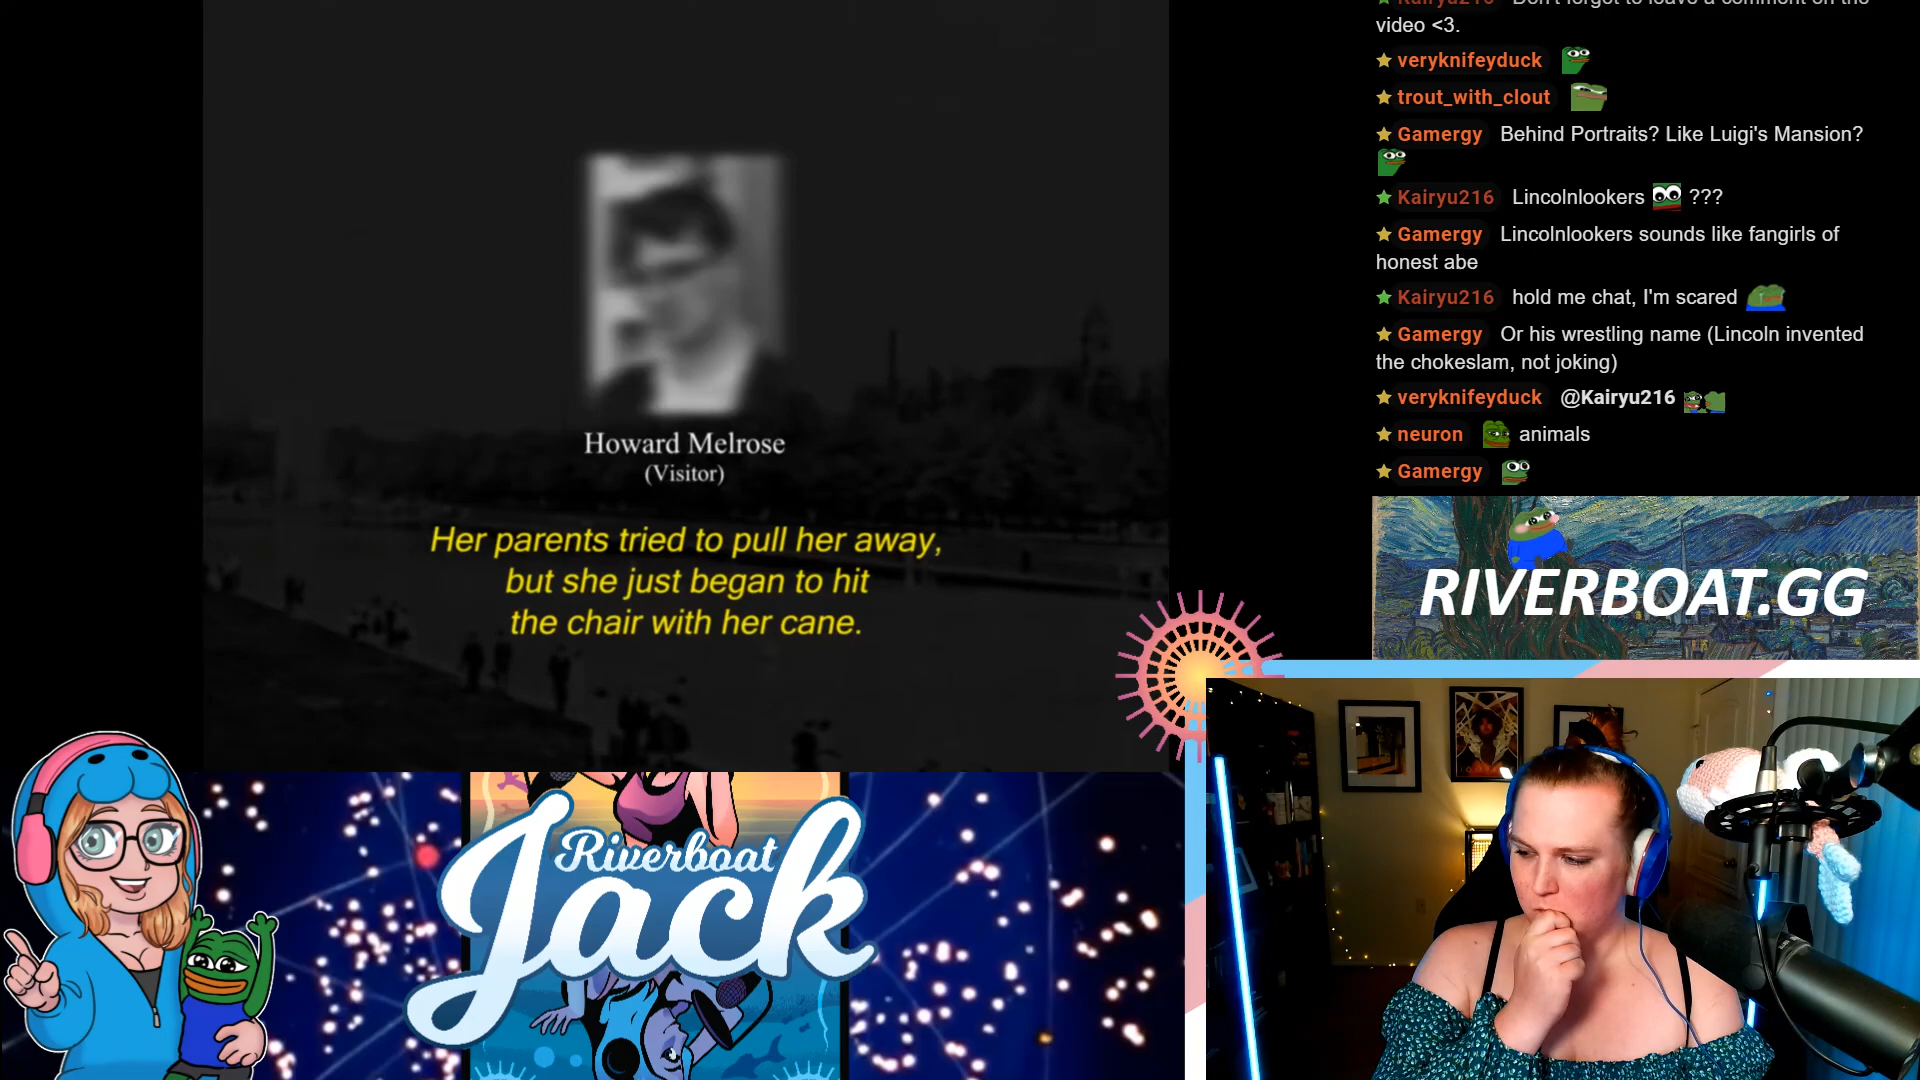 Howard Melrose
(Visitor)
Her parents tried to pull her away,
but she just began to hit
the chair with her cane.
video <3.
veryknifeyduck
trout_with_clout
Gamergy Behind Portraits? Like Luigi's Mansion?
Kairyu216 Lincolnlookers ???
Gamergy Lincolnlookers sounds like fangirls of
honest abe
Kairyu216 hold me chat, I'm scared
Gamergy Or his wrestling name (Lincoln invented
the chokeslam, not joking)
veryknifeyduck @Kairyu216
neuron animals
Gamergy
RIVERBOAT.GG
Riverboat
Jack